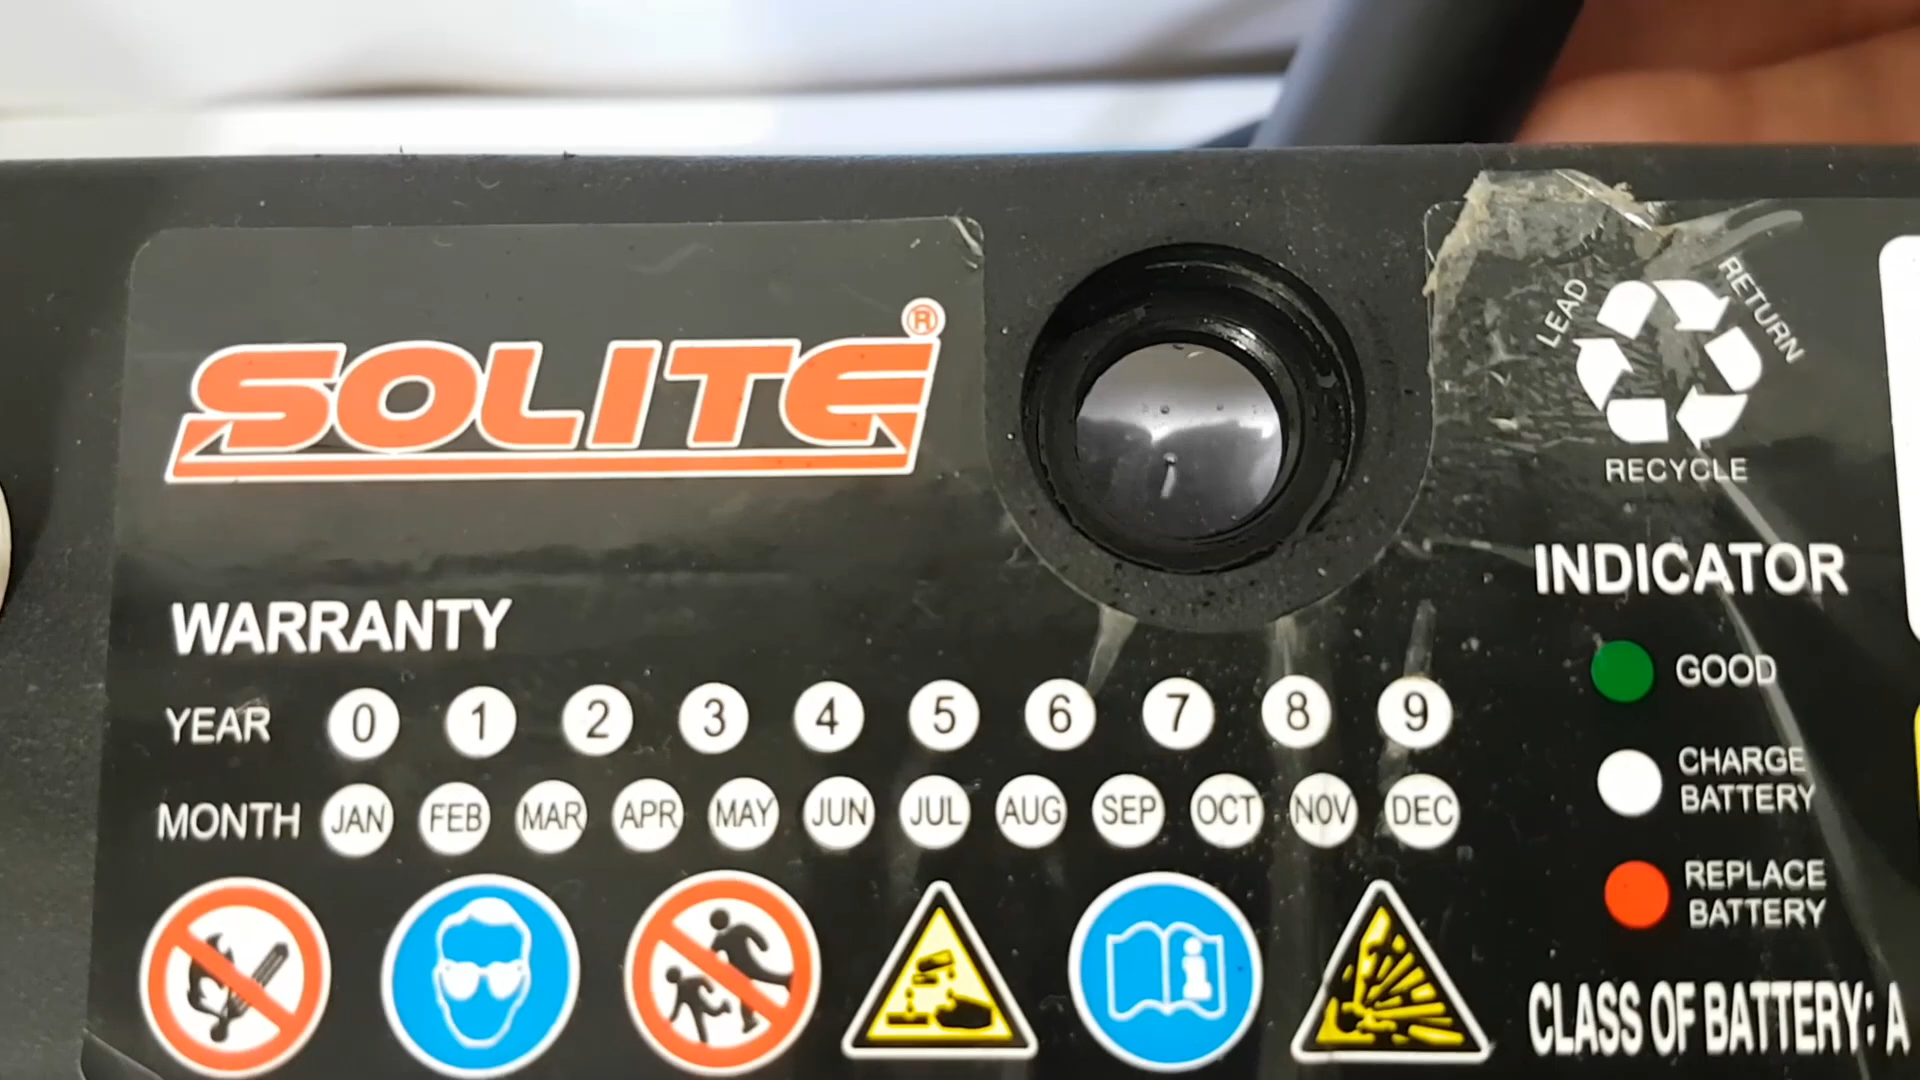 SOLITE®
LEAD RETURN
RECYCLE
WARRANTY
YEAR 0 1 2 3 4 5 6 7 8 9
MONTH JAN FEB MAR APR MAY JUN JUL AUG SEP OCT NOV DEC
INDICATOR
GOOD
CHARGE
BATTERY
REPLACE
BATTERY
CLASS OF BATTERY: A